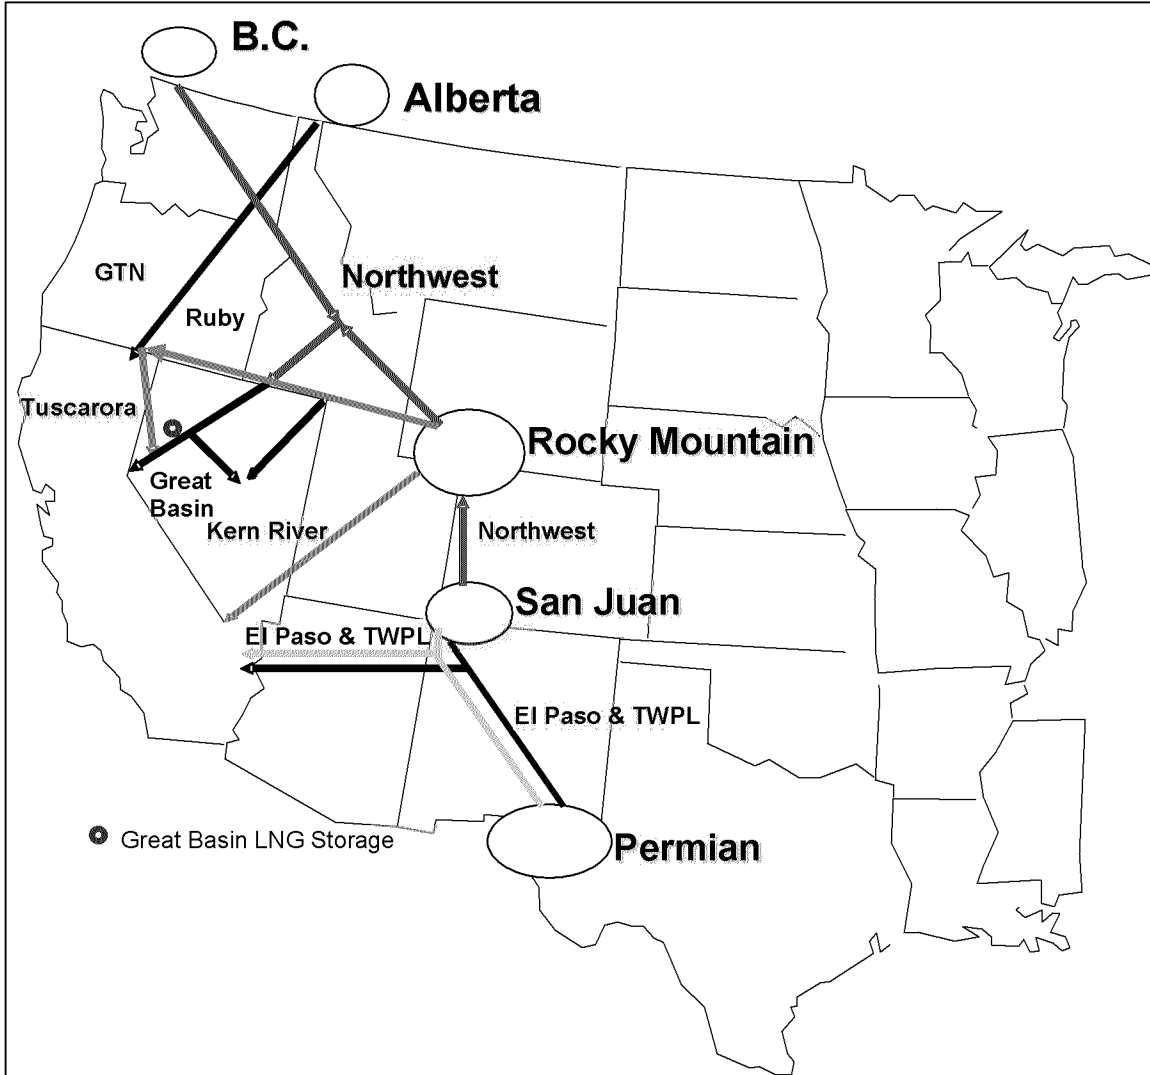 B.C.
Alberta
Northwest
GTN
Ruby
Tuscarora
Rocky Mountain
Great
Basin
Kern River
Northwest
San Juan
El Paso & TWPL
El Paso & TWPL
Great Basin LNG Storage
Permian